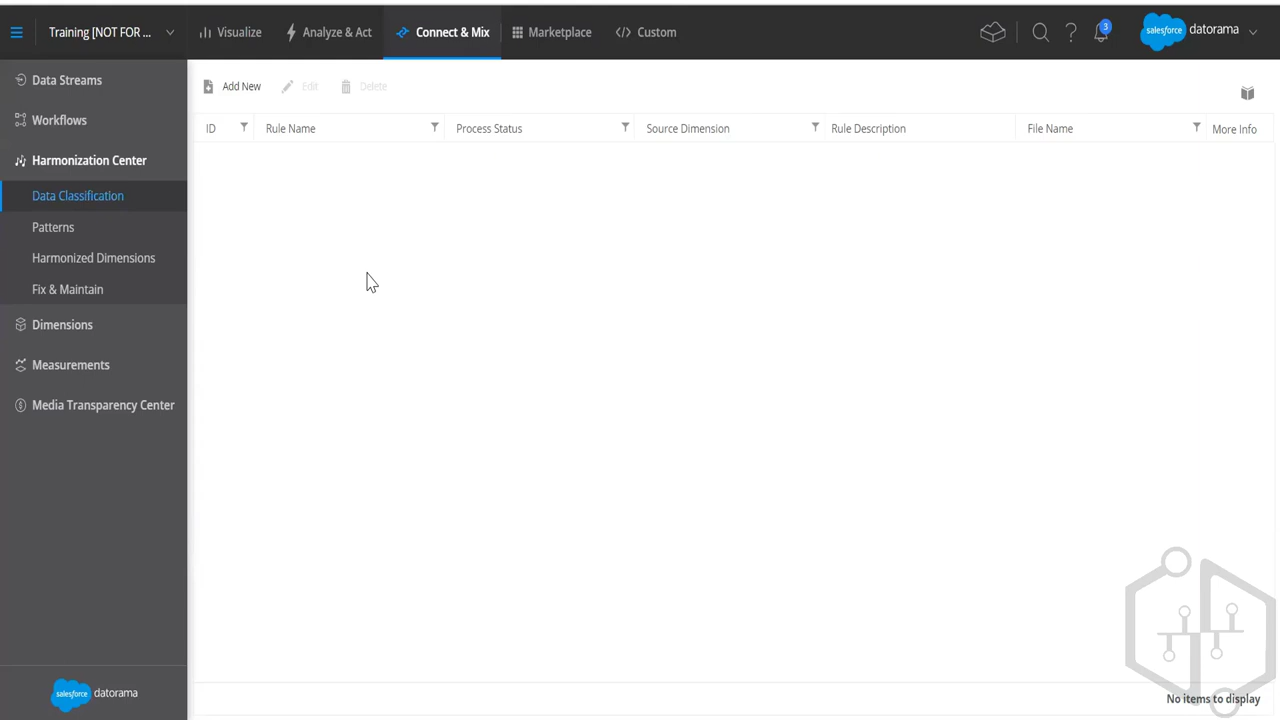 Training [NOT FOR ...
Visualize
Analyze & Act
Connect & Mix
Marketplace
Custom
3
salesforce datorama
Data Streams
Workflows
Harmonization Center
Data Classification
Patterns
Harmonized Dimensions
Fix & Maintain
Dimensions
Measurements
Media Transparency Center
salesforce datorama
Add New
Edit
Delete
ID
Rule Name
Process Status
Source Dimension
Rule Description
File Name
More Info
No items to display